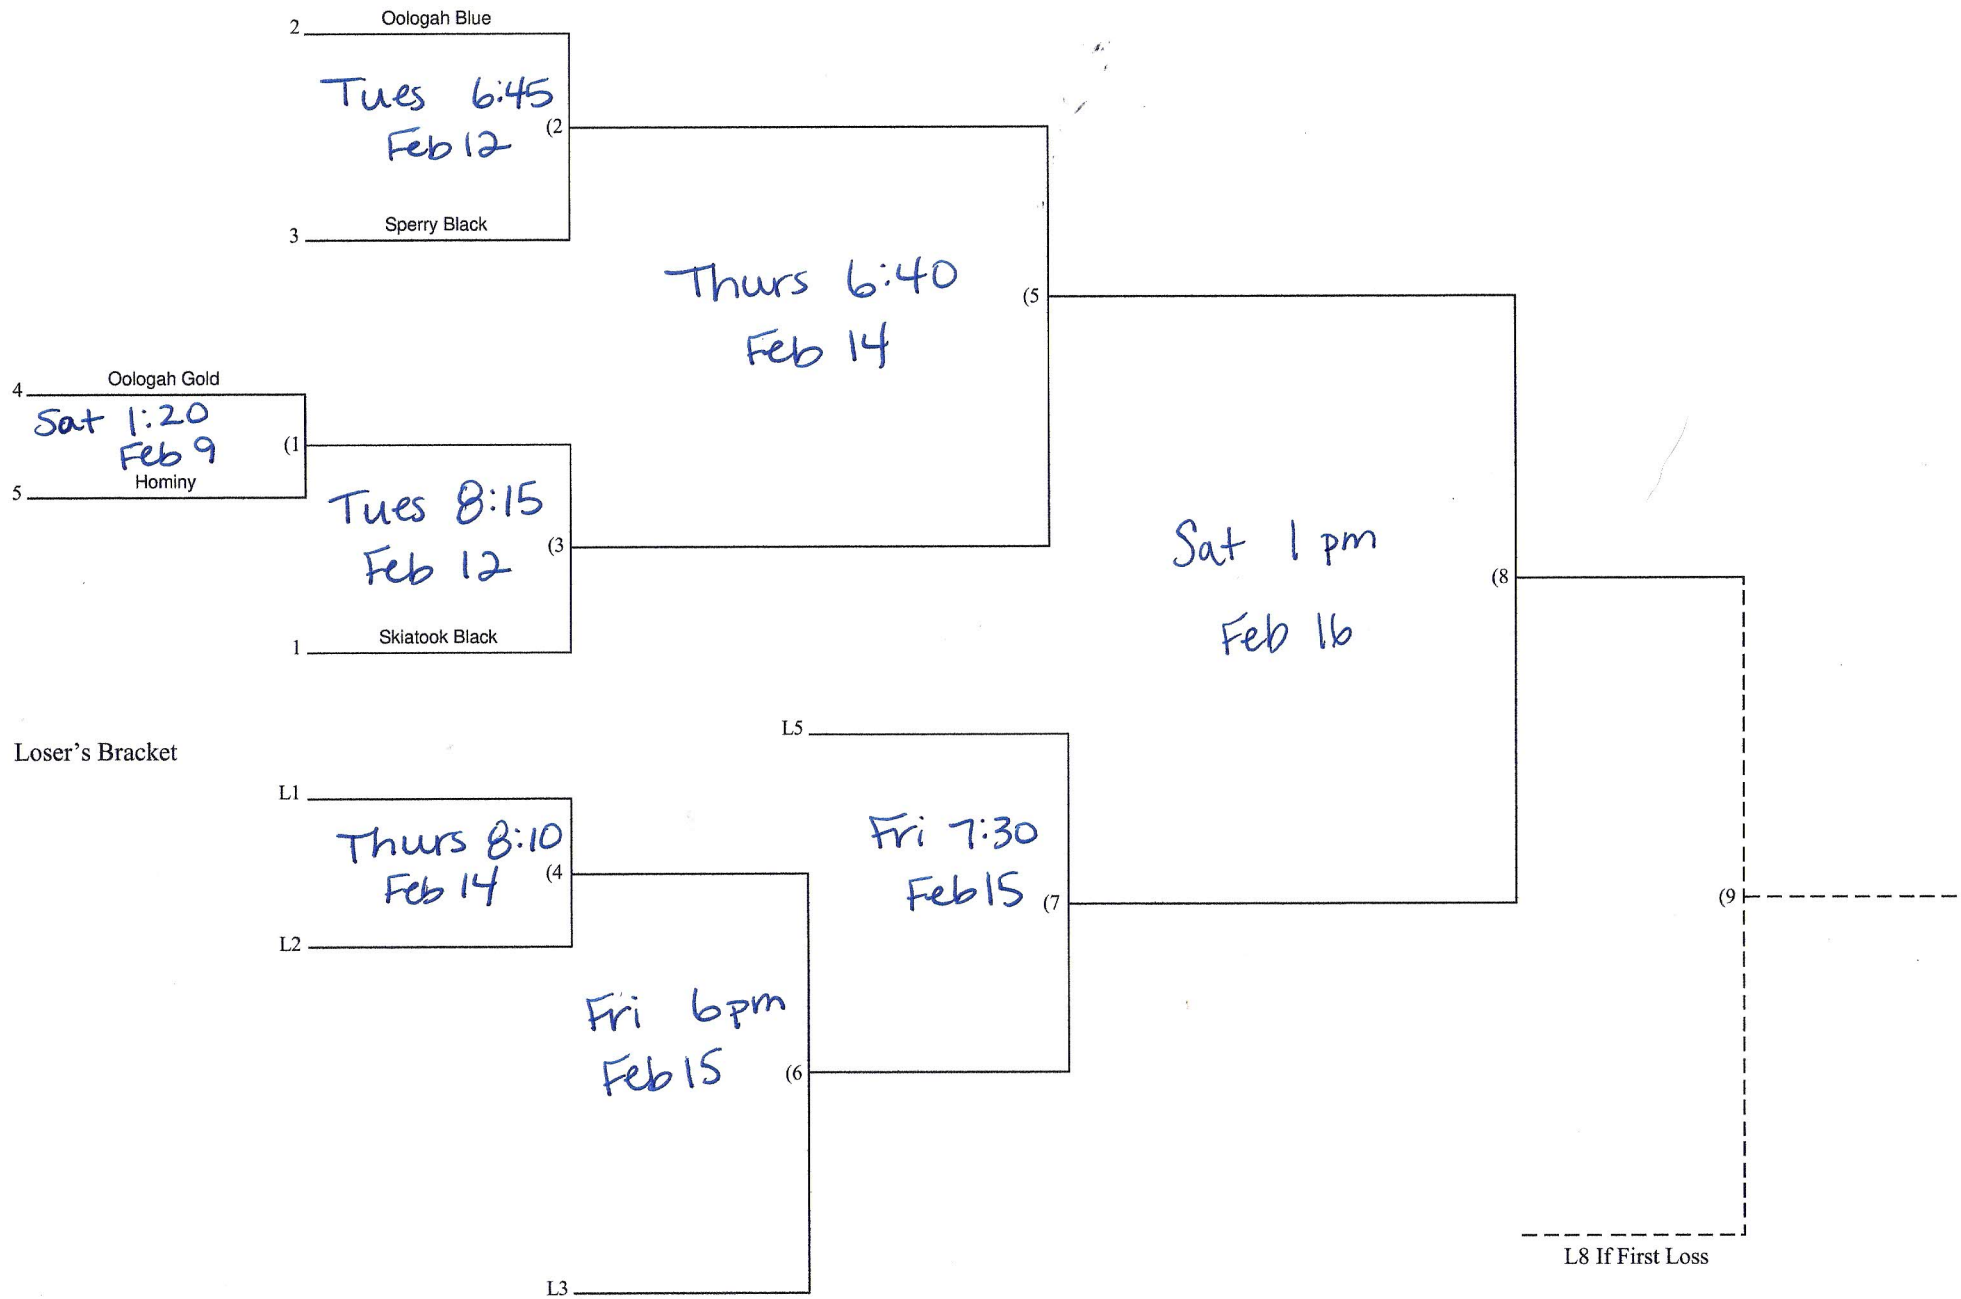 2 Oologah Blue
Tues 6:45
Feb 12
(2
3 Sperry Black
Thurs 6:40
Feb 14
(5
4 Oologah Gold
Sat 1:20
Feb 9
(1
5 Hominy
Tues 8:15
Feb 12
(3
1 Skiatook Black
Sat 1 pm
Feb 16
(8
Loser's Bracket
L5
L1
Thurs 8:10
Feb 14
(4
L2
Fri 7:30
Feb 15
(7
(9
Fri 6pm
Feb 15
(6
L3
L8 If First Loss